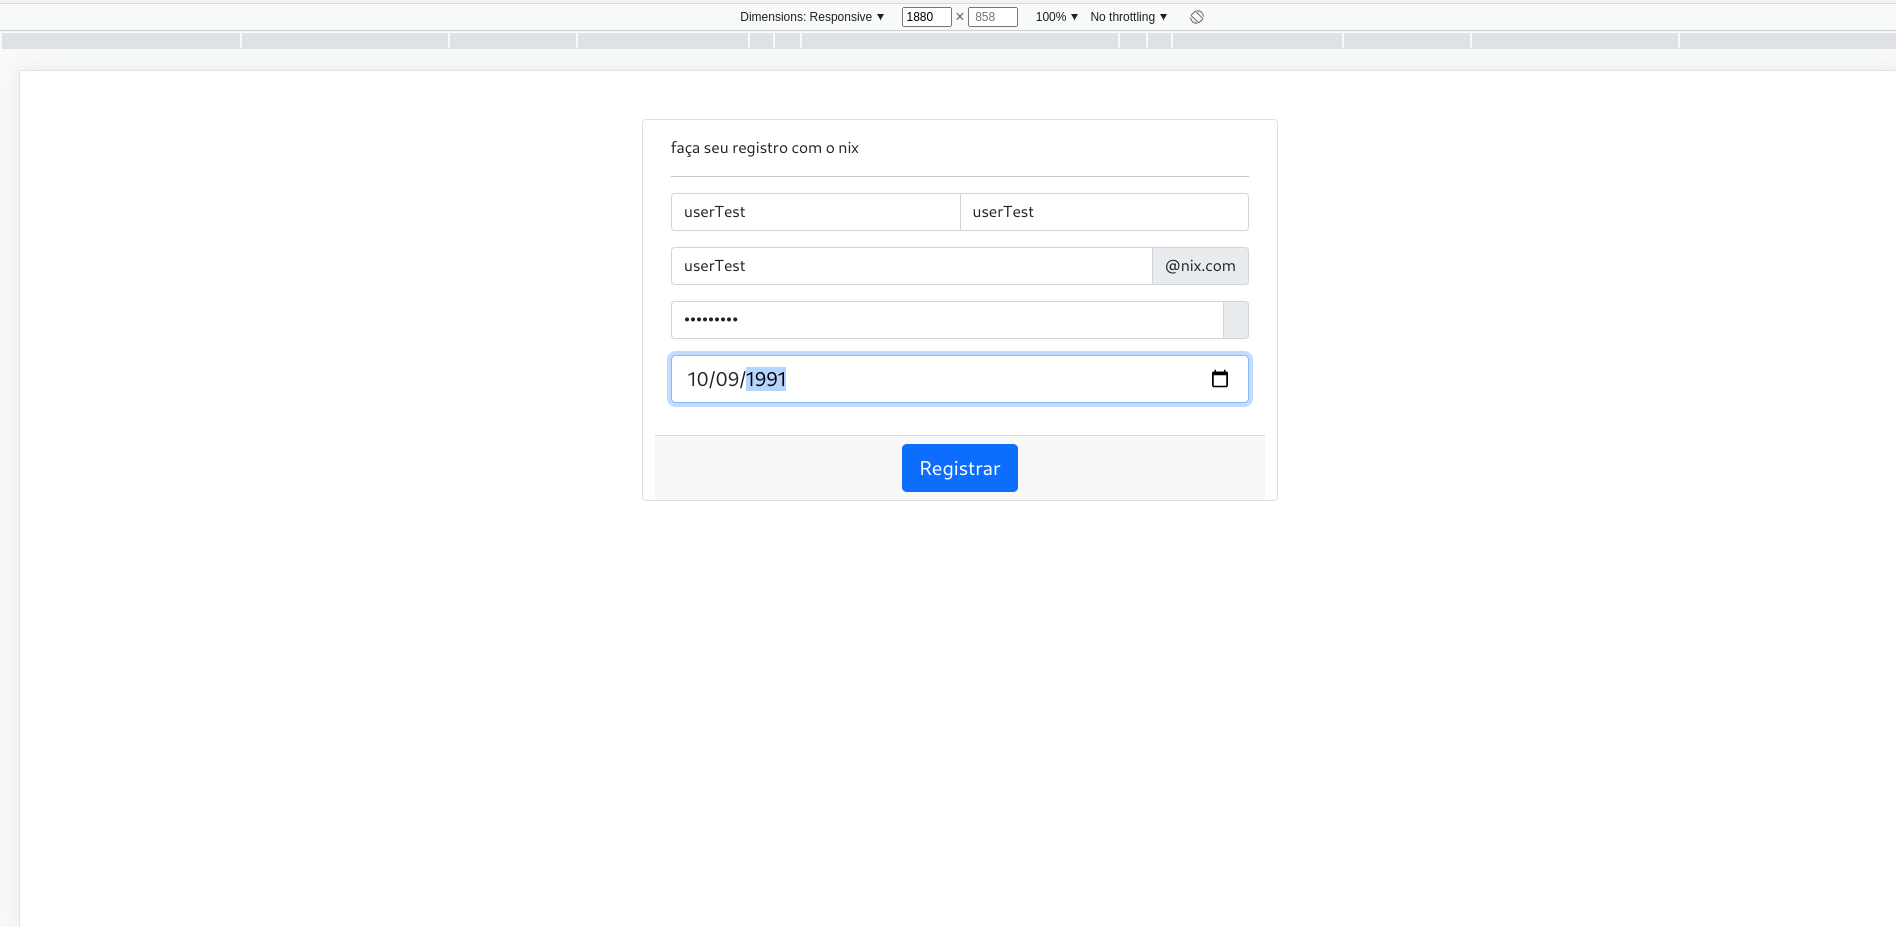 Dimensions: Responsive ▼ 1880 × 858 100% ▼ No throttling ▼
faça seu registro com o nix
userTest userTest
userTest @nix.com
•••••••••
10/09/1991
Registrar